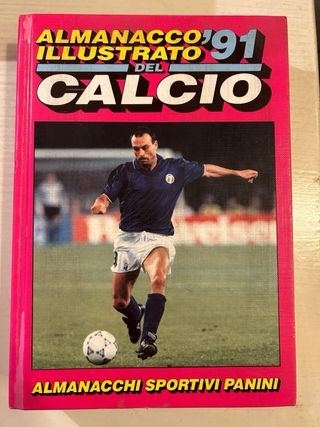 ALMANACCO '91
ILLUSTRATO
DEL
CALCIO
ALMANACCHI SPORTIVI PANINI